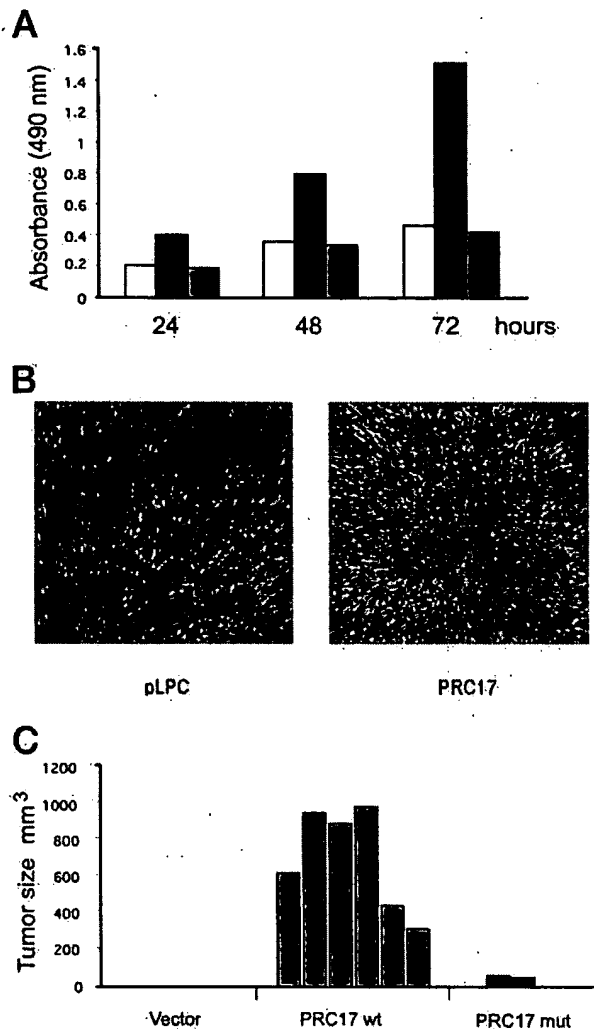 A
Absorbance (490 nm)
1.6
1.4
1.2
1
0.8
0.6
0.4
0.2
0
24 48 72 hours
B
pLPC PRC17
C
Tumor size mm3
1200
1000
800
600
400
200
0
Vector PRC17 wt PRC17 mut